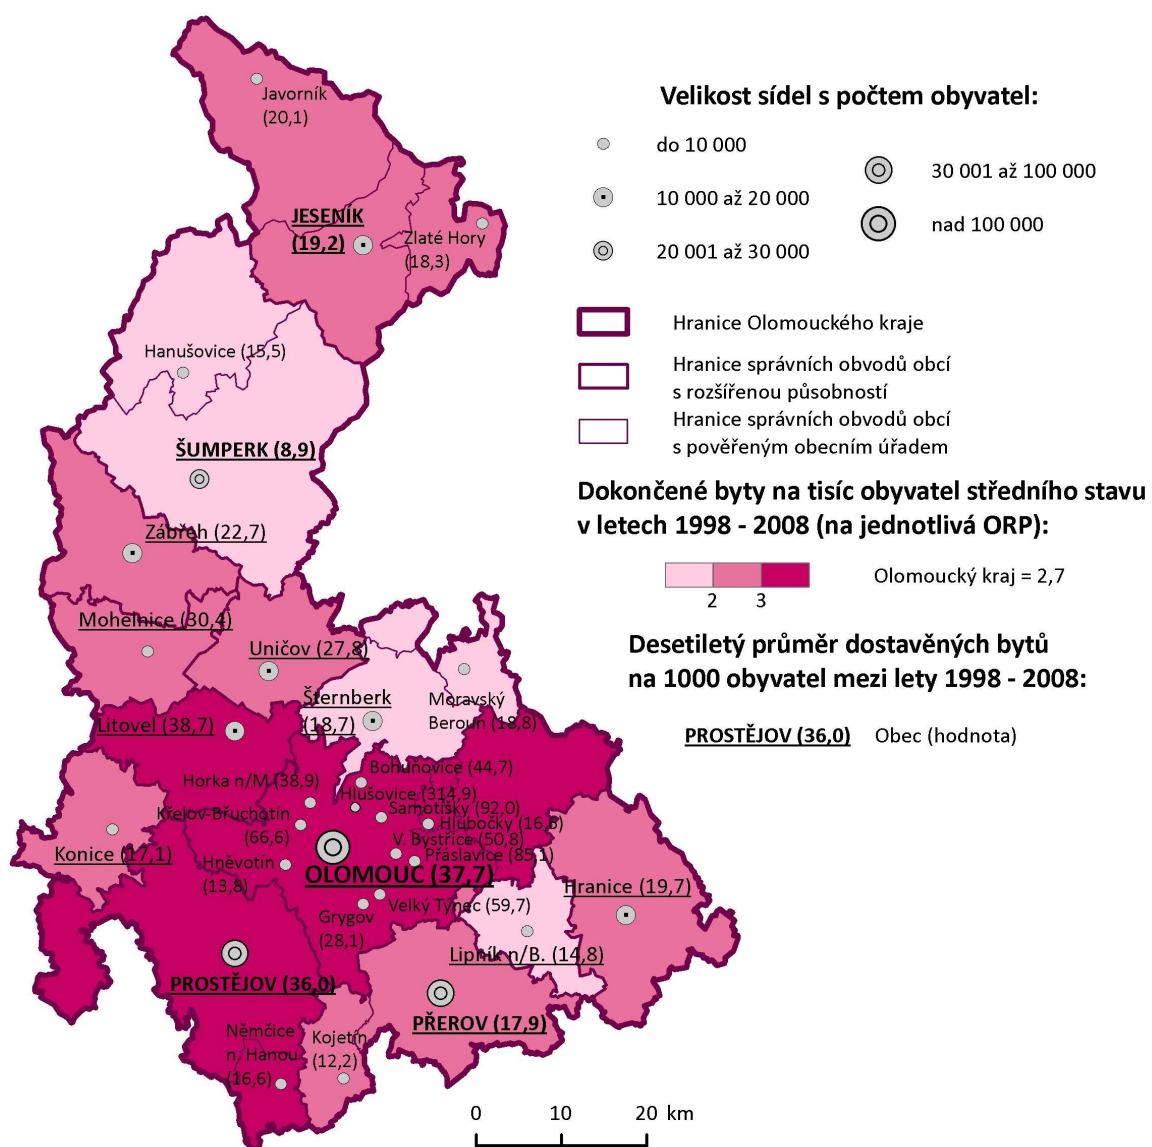 Javorník
(20,1)
JESENÍK
(19,2)
Zlaté Hory
(18,3)
Hanušovice (15,5)
ŠUMPERK (8,9)
Zábřeh (22,7)
Mohelnice (30,4)
Uničov (27,8)
Šternberk
(18,7)
Moravský
Beroun (18,8)
Litovel (38,7)
Horka n/M (38,9)
Bohuňovice (44,7)
Hlušovice (314,9)
Samotišky (92,0)
Křelov-Břuchotín
(66,6)
Hlubočky (16,8)
V. Bystřice (50,8)
Přáslavice (85,1)
Konice (17,1)
Hněvotín
(13,8)
OLOMOUC (37,7)
Hranice (19,7)
Velký Týnec (59,7)
Grygov
(28,1)
Lipník n/B. (14,8)
PROSTĚJOV (36,0)
PŘEROV (17,9)
Němčice
n. Hanou
(16,6)
Kojetín
(12,2)
Velikost sídel s počtem obyvatel:
do 10 000
10 000 až 20 000
20 001 až 30 000
30 001 až 100 000
nad 100 000
Hranice Olomouckého kraje
Hranice správních obvodů obcí
s rozšířenou působností
Hranice správních obvodů obcí
s pověřeným obecním úřadem
Dokončené byty na tisíc obyvatel středního stavu
v letech 1998 - 2008 (na jednotlivá ORP):
2 3
Olomoucký kraj = 2,7
Desetiletý průměr dostavěných bytů
na 1000 obyvatel mezi lety 1998 - 2008:
PROSTĚJOV (36,0) Obec (hodnota)
0 10 20 km